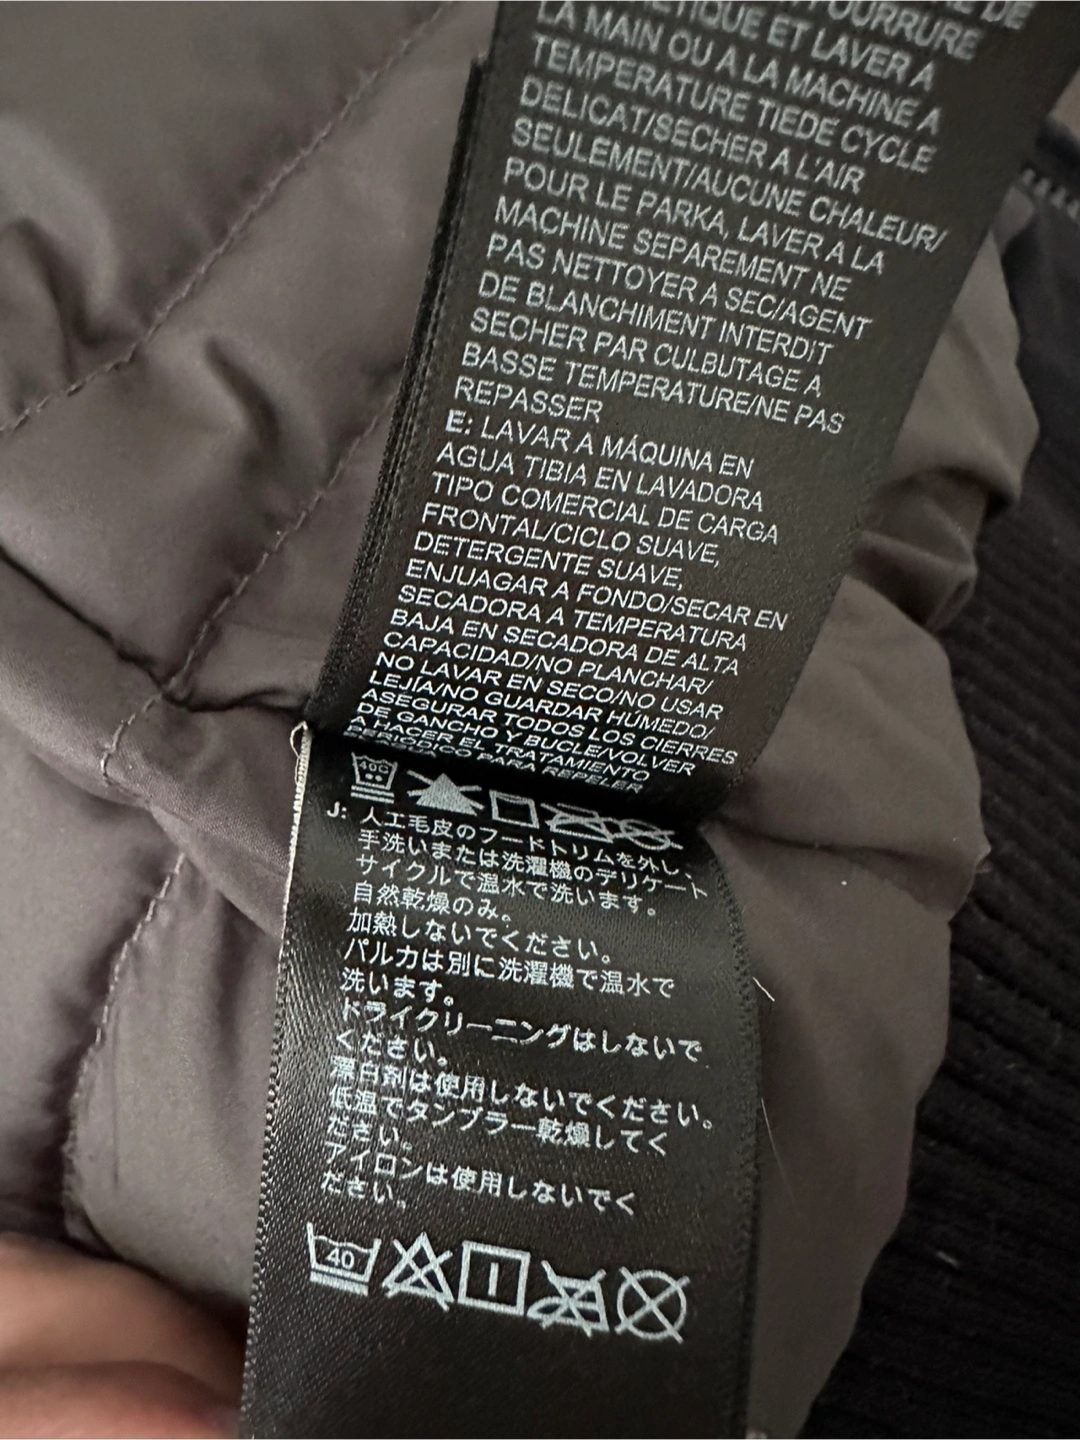 DE
FOURRURE
ET LAVER A
LA MAIN OU A LA MACHINE A
TEMPERATURE TIEDE CYCLE
DELICAT/SECHER A L'AIR
SEULEMENT/AUCUNE CHALEUR/
POUR LE PARKA, LAVER A LA
MACHINE SEPAREMENT NE
PAS NETTOYER A SEC/AGENT
DE BLANCHIMENT INTERDIT
SECHER PAR CULBUTAGE A
BASSE TEMPERATURE/NE PAS
REPASSER
E: LAVAR A MÁQUINA EN
AGUA TIBIA EN LAVADORA
TIPO COMERCIAL DE CARGA
FRONTAL/CICLO SUAVE,
DETERGENTE SUAVE,
ENJUAGAR A FONDO/SECAR EN
SECADORA A TEMPERATURA
BAJA EN SECADORA DE ALTA
CAPACIDAD/NO PLANCHAR/
NO LAVAR EN SECO/NO USAR
LEJÍA/NO GUARDAR HÚMEDO/
ASEGURAR TODOS LOS CIERRES
DE GANCHO Y BUCLE/VOLVER
A HACER EL TRATAMIENTO
PERIÓDICO PARA REPELER
40C
J: 人工毛皮のフードトリムを外し、
手洗いまたは洗濯機のデリケート
サイクルで温水で洗います。
自然乾燥のみ。
加熱しないでください。
パルカは別に洗濯機で温水で
洗います。
ドライクリーニングはしないで
ください。
漂白剤は使用しないでください。
低温でタンブラー乾燥してく
ださい。
アイロンは使用しないでく
ださい。
40